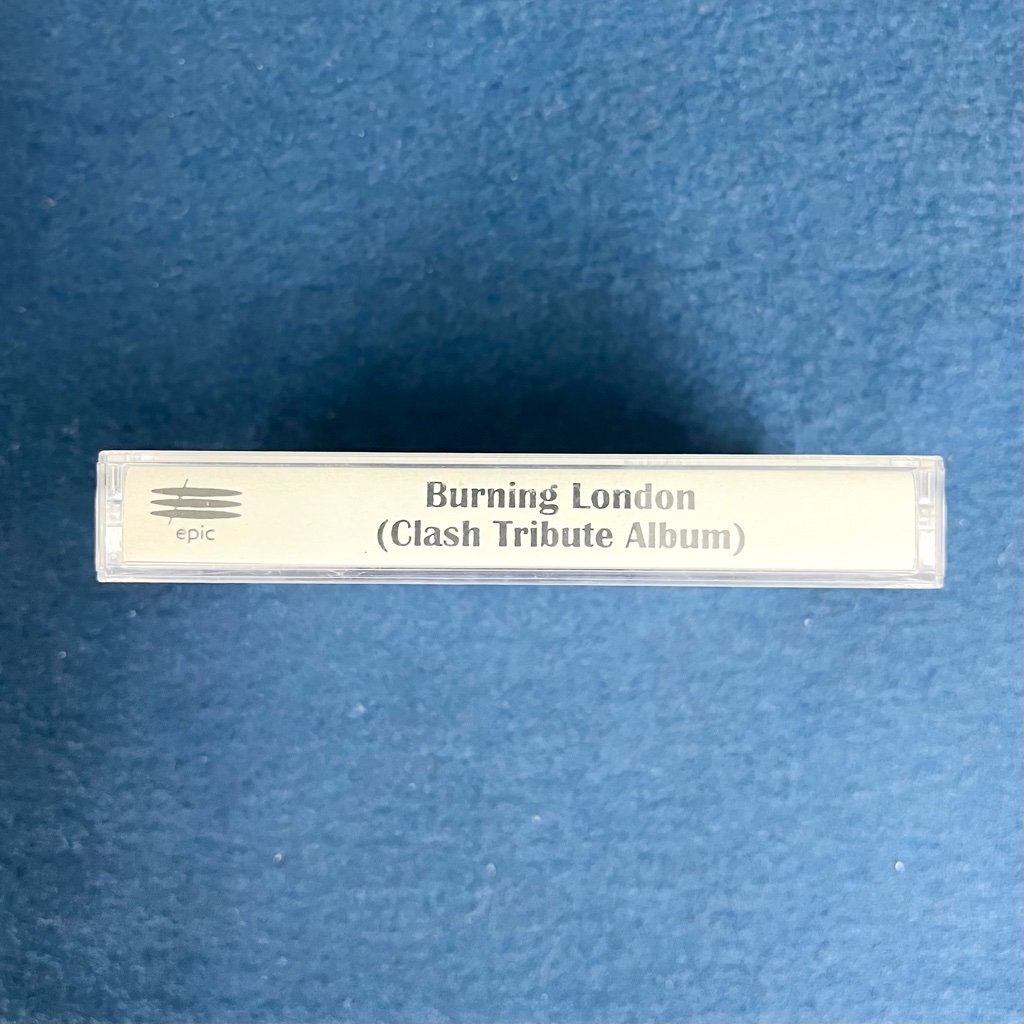 epic
Burning London
(Clash Tribute Album)